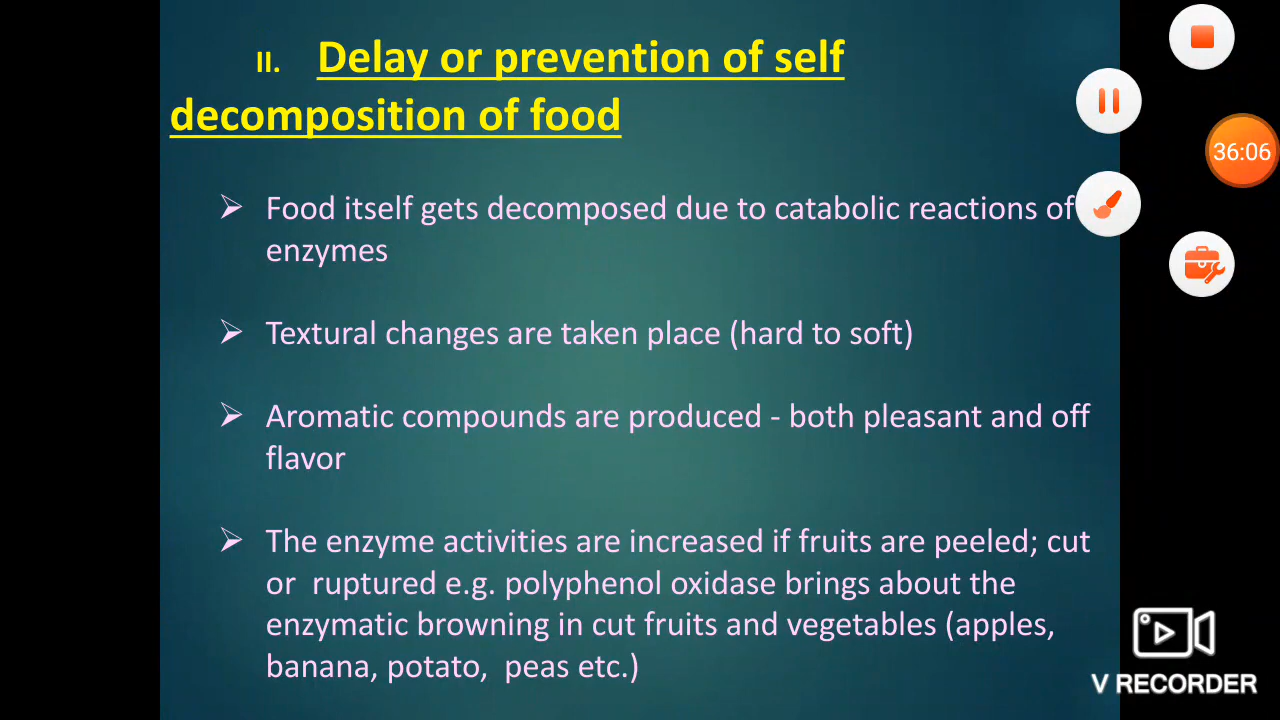 II. Delay or prevention of self
decomposition of food
36:06
Food itself gets decomposed due to catabolic reactions of
enzymes
Textural changes are taken place (hard to soft)
Aromatic compounds are produced - both pleasant and off
flavor
The enzyme activities are increased if fruits are peeled; cut
or ruptured e.g. polyphenol oxidase brings about the
enzymatic browning in cut fruits and vegetables (apples,
banana, potato, peas etc.)
V RECORDER